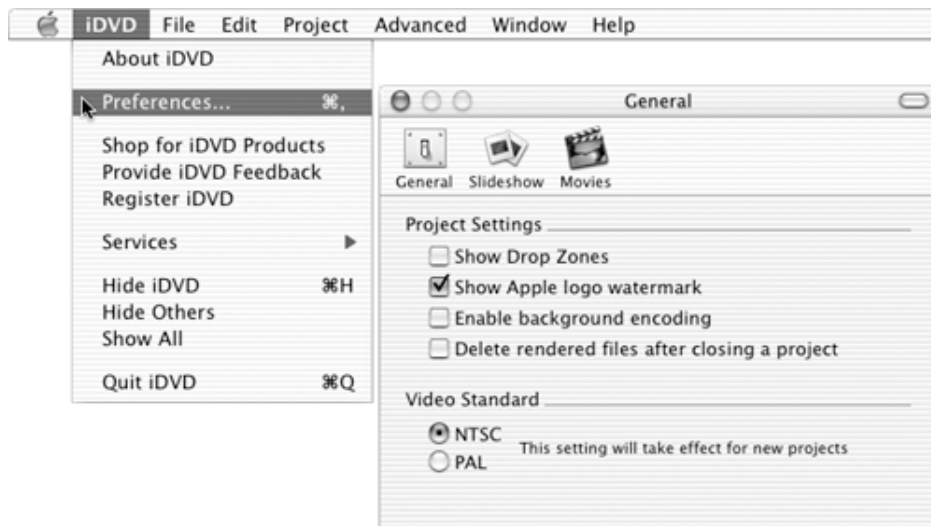 iDVD File Edit Project Advanced Window Help
About iDVD
Preferences... ⌘,
Shop for iDVD Products
Provide iDVD Feedback
Register iDVD
Services
Hide iDVD ⌘H
Hide Others
Show All
Quit iDVD ⌘Q
General
General Slideshow Movies
Project Settings
Show Drop Zones
Show Apple logo watermark
Enable background encoding
Delete rendered files after closing a project
Video Standard
NTSC
This setting will take effect for new projects
PAL